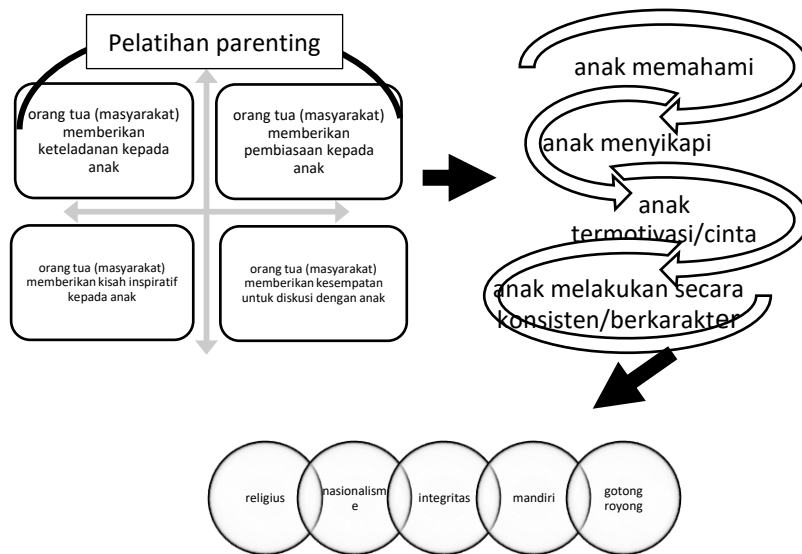 Pelatihan parenting
orang tua (masyarakat)
memberikan
keteladanan kepada
anak
orang tua (masyarakat)
memberikan
pembiasaan kepada
anak
orang tua (masyarakat)
memberikan kisah inspiratif
kepada anak
orang tua (masyarakat)
memberikan kesempatan
untuk diskusi dengan anak
anak memahami
anak menyikapi
anak
termotivasi/cinta
anak melakukan secara
konsisten/berkarakter
religius
nasionalism
e
integritas
mandiri
gotong
royong